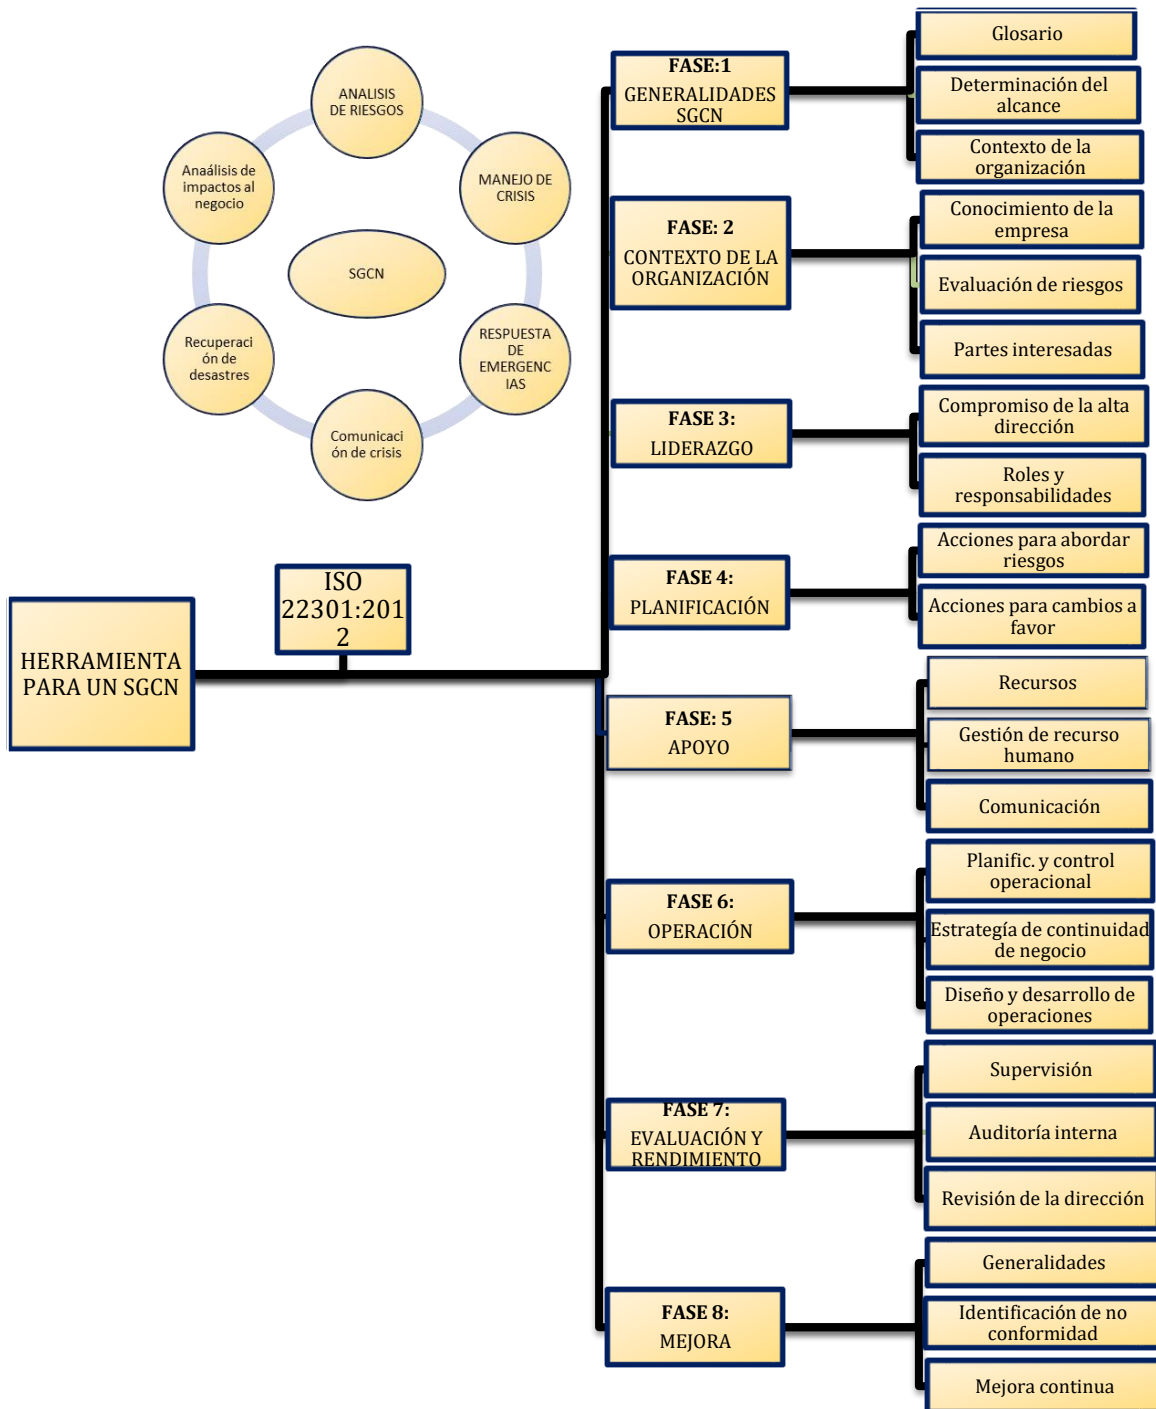 ANALISIS
DE RIESGOS
MANEJO DE
CRISIS
RESPUESTA
DE
EMERGENC
IAS
Comunicaci
ón de crisis
Recuperaci
ón de
desastres
Anaálisis de
impactos al
negocio
SGCN
HERRAMIENTA
PARA UN SGCN
ISO
22301:201
2
FASE:1
GENERALIDADES
SGCN
Glosario
Determinación del
alcance
Contexto de la
organización
FASE: 2
CONTEXTO DE LA
ORGANIZACIÓN
Conocimiento de la
empresa
Evaluación de riesgos
Partes interesadas
FASE 3:
LIDERAZGO
Compromiso de la alta
dirección
Roles y
responsabilidades
FASE 4:
PLANIFICACIÓN
Acciones para abordar
riesgos
Acciones para cambios a
favor
FASE: 5
APOYO
Recursos
Gestión de recurso
humano
Comunicación
FASE 6:
OPERACIÓN
Planific. y control
operacional
Estrategía de continuidad
de negocio
Diseño y desarrollo de
operaciones
FASE 7:
EVALUACIÓN Y
RENDIMIENTO
Supervisión
Auditoría interna
Revisión de la dirección
FASE 8:
MEJORA
Generalidades
Identificación de no
conformidad
Mejora continua